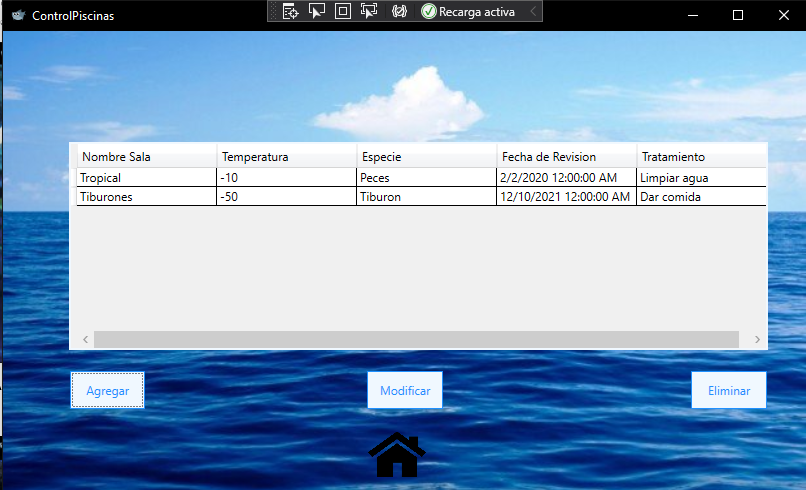 ControlPiscinas
Recarga activa
Nombre Sala Temperatura Especie Fecha de Revision Tratamiento
Tropical -10 Peces 2/2/2020 12:00:00 AM Limpiar agua
Tiburones -50 Tiburon 12/10/2021 12:00:00 AM Dar comida
Agregar Modificar Eliminar